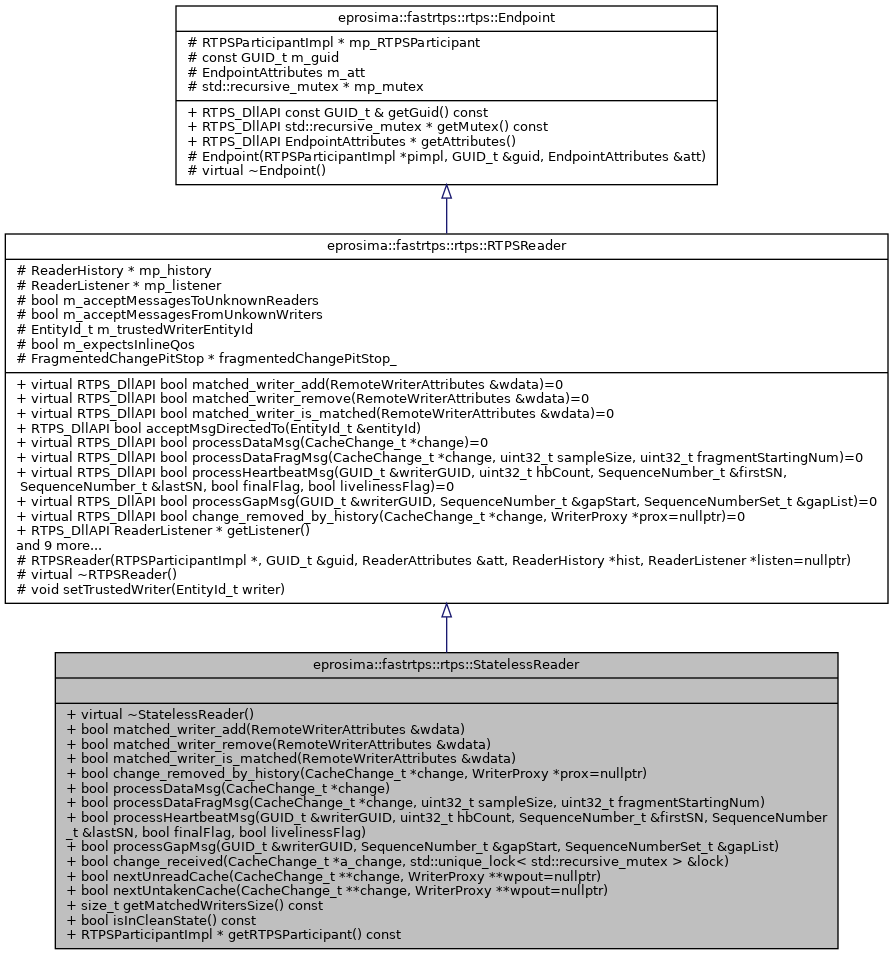 eprosima::fastrtps::rtps::Endpoint
# RTPSParticipantImpl * mp_RTPSParticipant
# const GUID_t m_guid
# EndpointAttributes m_att
# std::recursive_mutex * mp_mutex
+ RTPS_DllAPI const GUID_t & getGuid() const
+ RTPS_DllAPI std::recursive_mutex * getMutex() const
+ RTPS_DllAPI EndpointAttributes * getAttributes()
# Endpoint(RTPSParticipantImpl *pimpl, GUID_t &guid, EndpointAttributes &att)
# virtual ~Endpoint()
eprosima::fastrtps::rtps::RTPSReader
# ReaderHistory * mp_history
# ReaderListener * mp_listener
# bool m_acceptMessagesToUnknownReaders
# bool m_acceptMessagesFromUnkownWriters
# EntityId_t m_trustedWriterEntityId
# bool m_expectsInlineQos
# FragmentedChangePitStop * fragmentedChangePitStop_
+ virtual RTPS_DllAPI bool matched_writer_add(RemoteWriterAttributes &wdata)=0
+ virtual RTPS_DllAPI bool matched_writer_remove(RemoteWriterAttributes &wdata)=0
+ virtual RTPS_DllAPI bool matched_writer_is_matched(RemoteWriterAttributes &wdata)=0
+ RTPS_DllAPI bool acceptMsgDirectedTo(EntityId_t &entityId)
+ virtual RTPS_DllAPI bool processDataMsg(CacheChange_t *change)=0
+ virtual RTPS_DllAPI bool processDataFragMsg(CacheChange_t *change, uint32_t sampleSize, uint32_t fragmentStartingNum)=0
+ virtual RTPS_DllAPI bool processHeartbeatMsg(GUID_t &writerGUID, uint32_t hbCount, SequenceNumber_t &firstSN,
SequenceNumber_t &lastSN, bool finalFlag, bool livelinessFlag)=0
+ virtual RTPS_DllAPI bool processGapMsg(GUID_t &writerGUID, SequenceNumber_t &gapStart, SequenceNumberSet_t &gapList)=0
+ virtual RTPS_DllAPI bool change_removed_by_history(CacheChange_t *change, WriterProxy *prox=nullptr)=0
+ RTPS_DllAPI ReaderListener * getListener()
and 9 more...
# RTPSReader(RTPSParticipantImpl *, GUID_t &guid, ReaderAttributes &att, ReaderHistory *hist, ReaderListener *listen=nullptr)
# virtual ~RTPSReader()
# void setTrustedWriter(EntityId_t writer)
eprosima::fastrtps::rtps::StatelessReader
+ virtual ~StatelessReader()
+ bool matched_writer_add(RemoteWriterAttributes &wdata)
+ bool matched_writer_remove(RemoteWriterAttributes &wdata)
+ bool matched_writer_is_matched(RemoteWriterAttributes &wdata)
+ bool change_removed_by_history(CacheChange_t *change, WriterProxy *prox=nullptr)
+ bool processDataMsg(CacheChange_t *change)
+ bool processDataFragMsg(CacheChange_t *change, uint32_t sampleSize, uint32_t fragmentStartingNum)
+ bool processHeartbeatMsg(GUID_t &writerGUID, uint32_t hbCount, SequenceNumber_t &firstSN, SequenceNumber
_t &lastSN, bool finalFlag, bool livelinessFlag)
+ bool processGapMsg(GUID_t &writerGUID, SequenceNumber_t &gapStart, SequenceNumberSet_t &gapList)
+ bool change_received(CacheChange_t *a_change, std::unique_lock< std::recursive_mutex > &lock)
+ bool nextUnreadCache(CacheChange_t **change, WriterProxy **wpout=nullptr)
+ bool nextUntakenCache(CacheChange_t **change, WriterProxy **wpout=nullptr)
+ size_t getMatchedWritersSize() const
+ bool isInCleanState() const
+ RTPSParticipantImpl * getRTPSParticipant() const